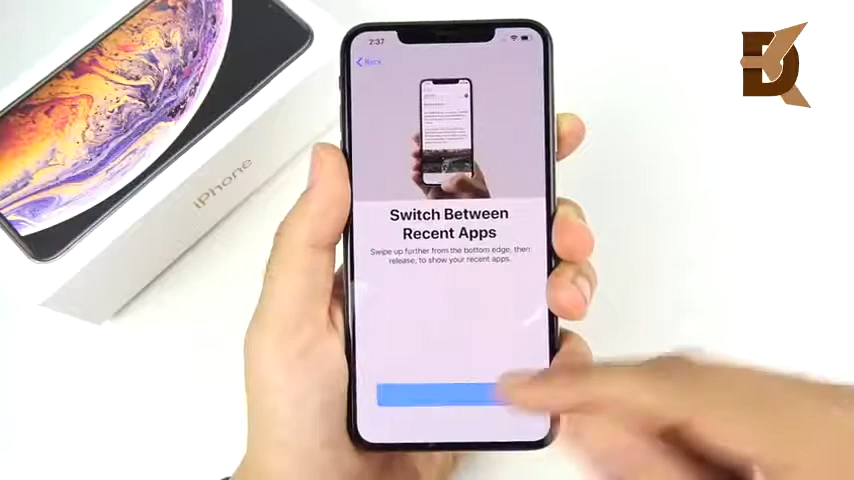 2:37
Back
Switch Between
Recent Apps
Swipe up further from the bottom edge, then
release, to show your recent apps.
iPhone